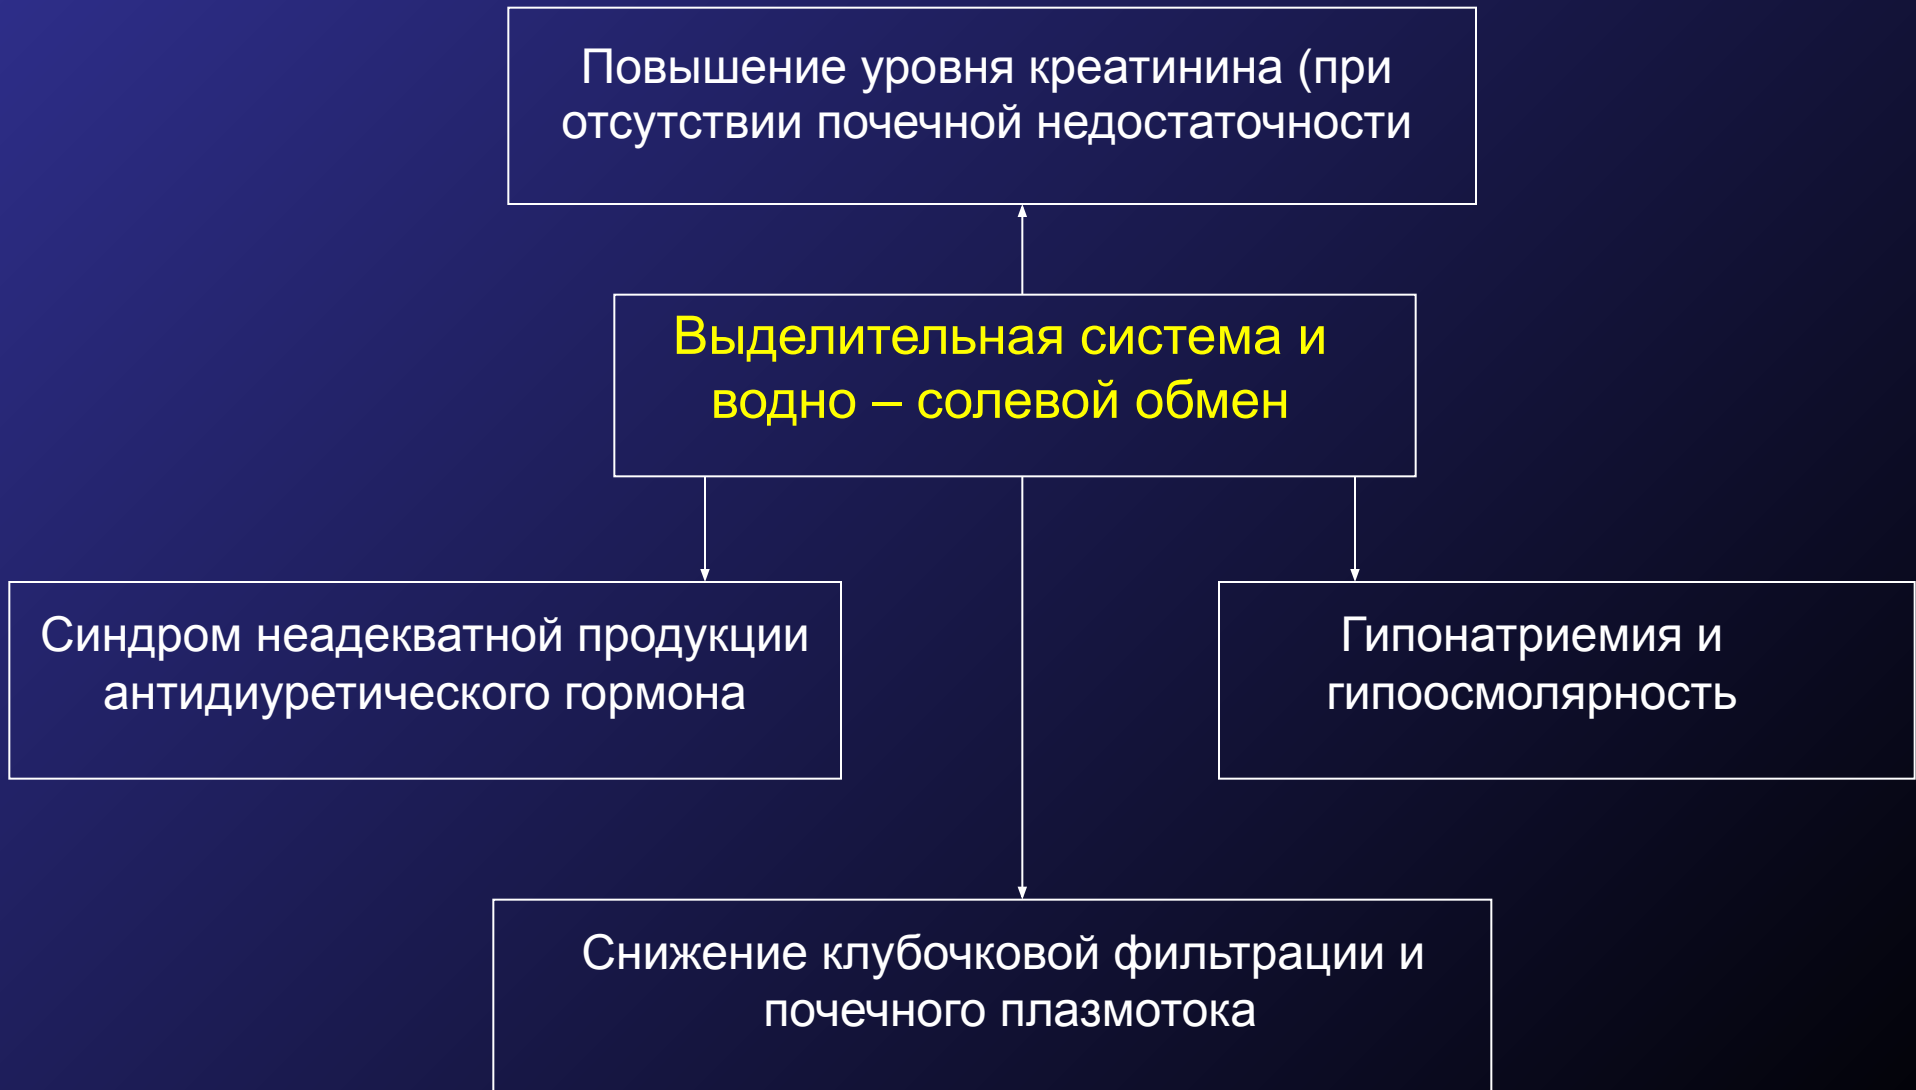 Повышение уровня креатинина (при
отсутствии почечной недостаточности
Выделительная система и
водно – солевой обмен
Синдром неадекватной продукции
антидиуретического гормона
Гипонатриемия и
гипоосмолярность
Снижение клубочковой фильтрации и
почечного плазмотока